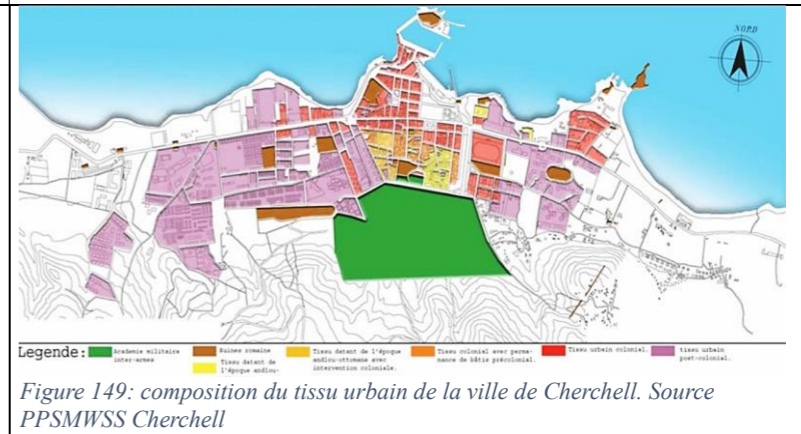 NORD
Legende:
Academie militaire
inter-armes
Ruines romaine
Tissu datant de
l'époque andlou-
Tissu datant de l'époque
andlou-ottomane avec
intervention coloniale.
Tissu colonial avec perma-
nance de bâtis précolonial.
Tissu urbain colonial.
tissu urbain
post-colonial.
Figure 149: composition du tissu urbain de la ville de Cherchell. Source
PPSMWSS Cherchell